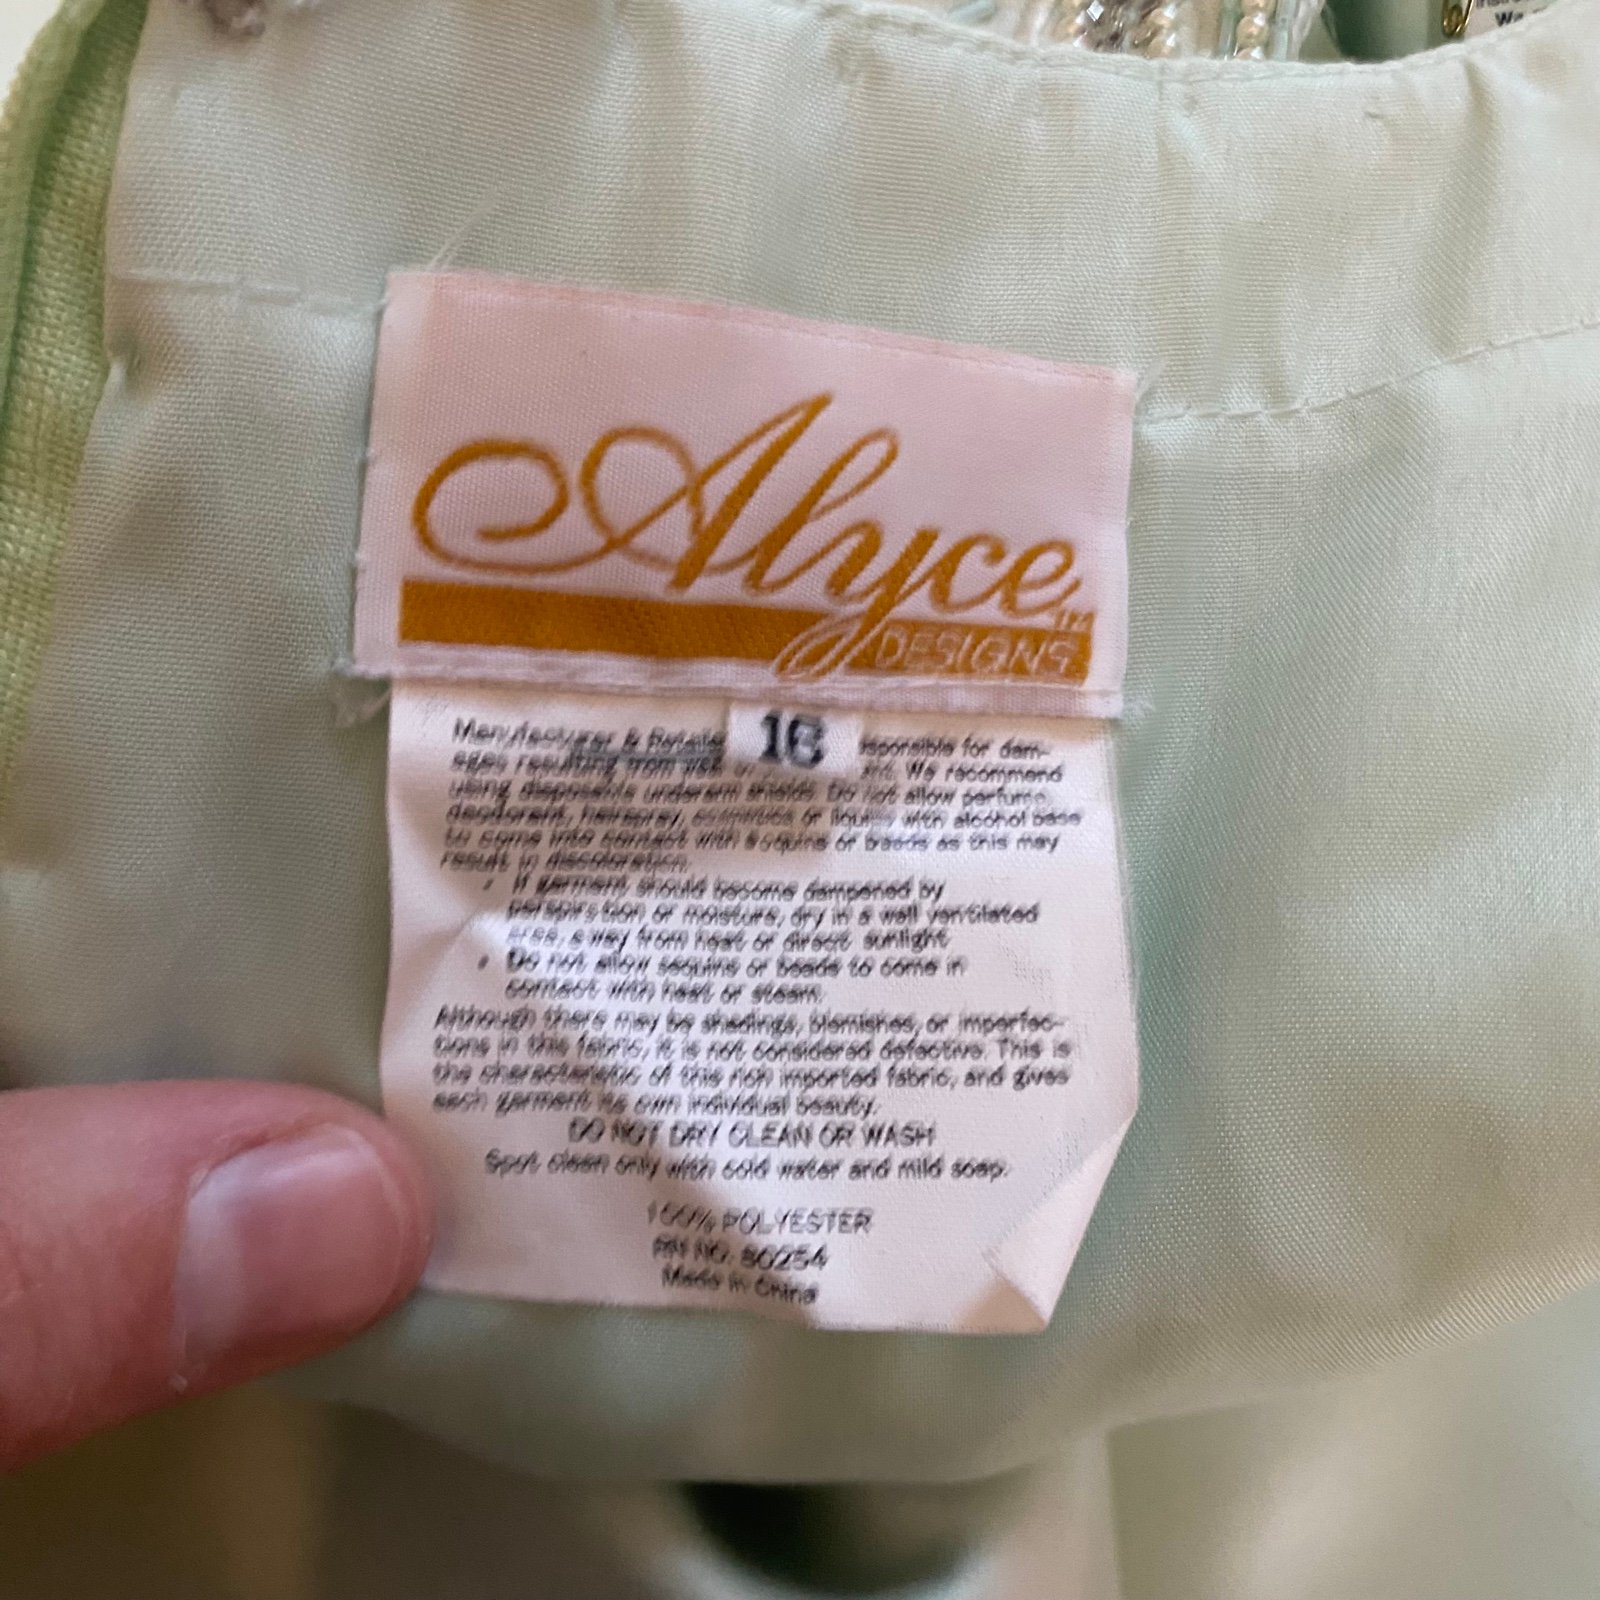 Alyce™
DESIGNS
16
Manufacturer & Retailer sponsible for dam-
ages resulting from We recommend
using disposable underarm shields. Do not allow perfume,
deodorant, hairspray, cosmetics or liquids with alcohol base
to come into contact with sequins or beads as this may
result in discoloration.
• If garment should become dampened by
perspiration or moisture, dry in a well ventilated
area, away from heat or direct sunlight.
• Do not allow sequins or beads to come in
contact with heat or steam.
Although there may be shadings, blemishes, or imperfec-
tions in this fabric, it is not considered defective. This is
the characteristic of this rich imported fabric, and gives
each garment its own individual beauty.
DO NOT DRY CLEAN OR WASH
Spot clean only with cold water and mild soap.
100% POLYESTER
RN NO. 86254
Made in China